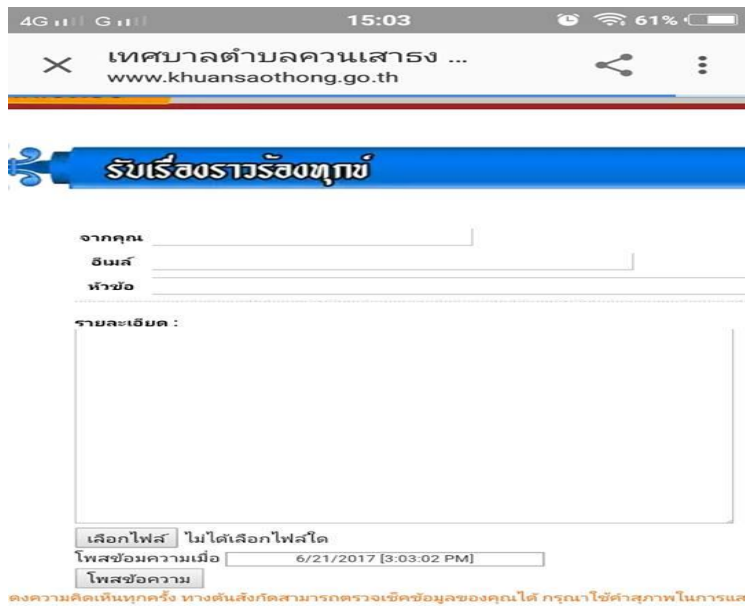 4G G 15:03 61%
เทศบาลตำบลควนเสาธง ...
www.khuansaothong.go.th
รับเรื่องราวร้องทุกข์
จากคุณ
อีเมล์
หัวข้อ
รายละเอียด :
เลือกไฟล์ ไม่ได้เลือกไฟล์ใด
โพสข้อมความเมื่อ 6/21/2017 [3:03:02 PM]
โพสข้อความ
ดงความคิดเห็นทุกครั้ง ทางต้นสังกัดสามารถตรวจเช็คข้อมูลของคุณได้ กรุณาใช้คำสุภาพในการแส